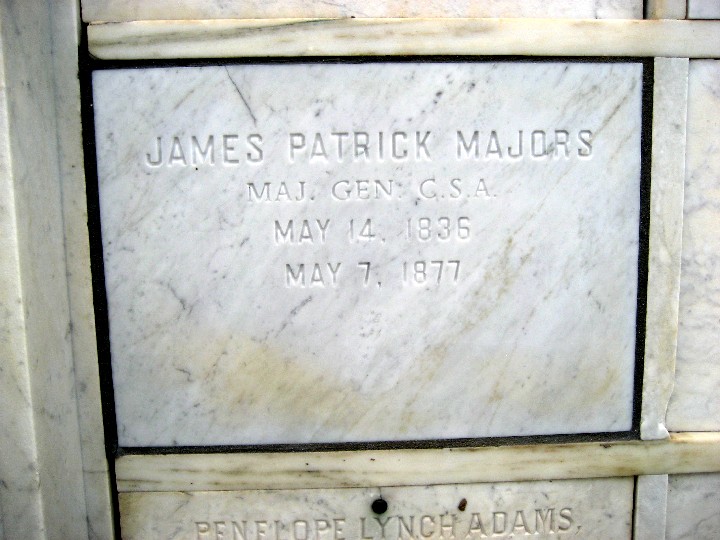 JAMES PATRICK MAJORS
MAJ. GEN. C.S.A.
MAY 14, 1836
MAY 7, 1877
PENELOPE LYNCH ADAMS,